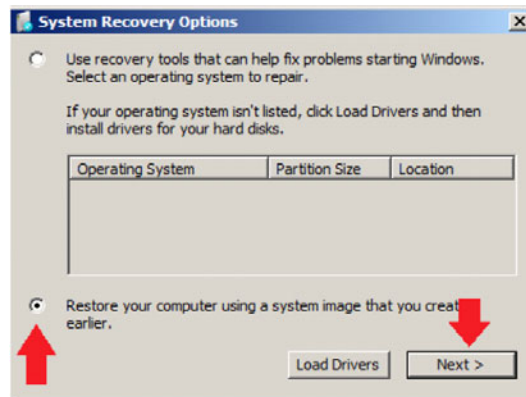 System Recovery Options
Use recovery tools that can help fix problems starting Windows.
Select an operating system to repair.
If your operating system isn't listed, click Load Drivers and then
install drivers for your hard disks.
Operating System Partition Size Location
Restore your computer using a system image that you
earlier.
Load Drivers Next >